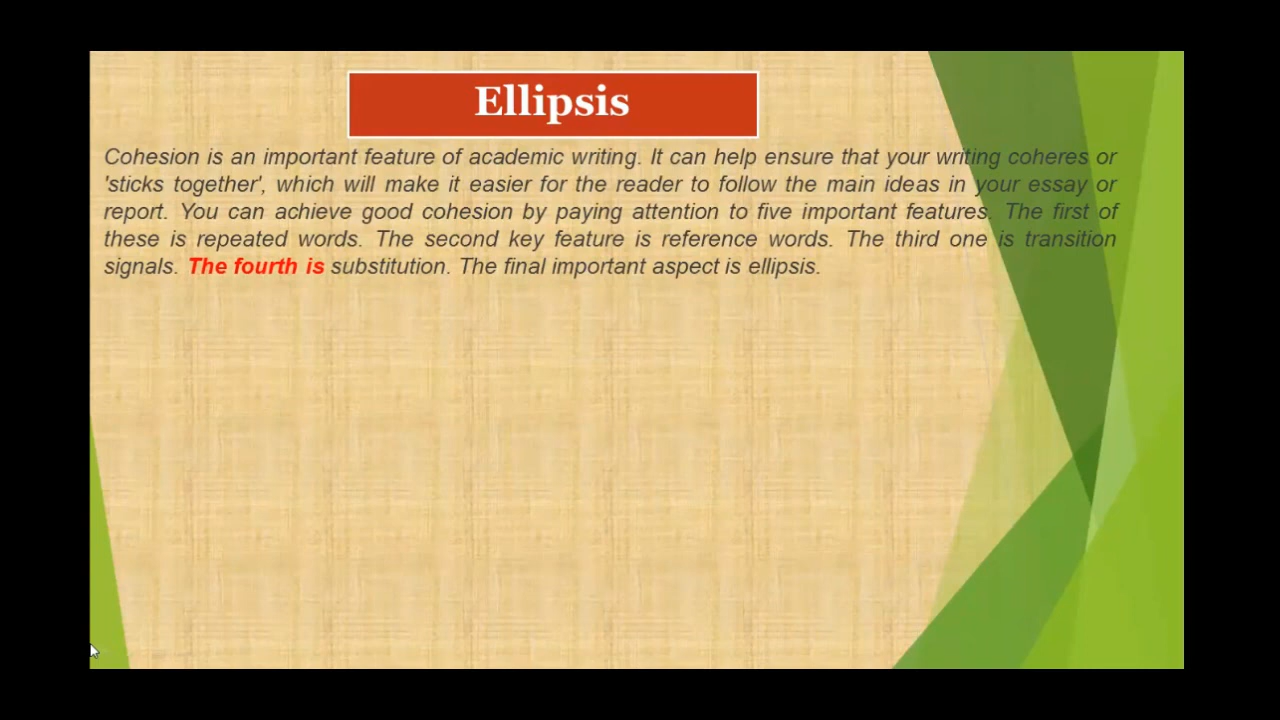 Ellipsis
Cohesion is an important feature of academic writing. It can help ensure that your writing coheres or
'sticks together', which will make it easier for the reader to follow the main ideas in your essay or
report. You can achieve good cohesion by paying attention to five important features. The first of
these is repeated words. The second key feature is reference words. The third one is transition
signals. The fourth is substitution. The final important aspect is ellipsis.